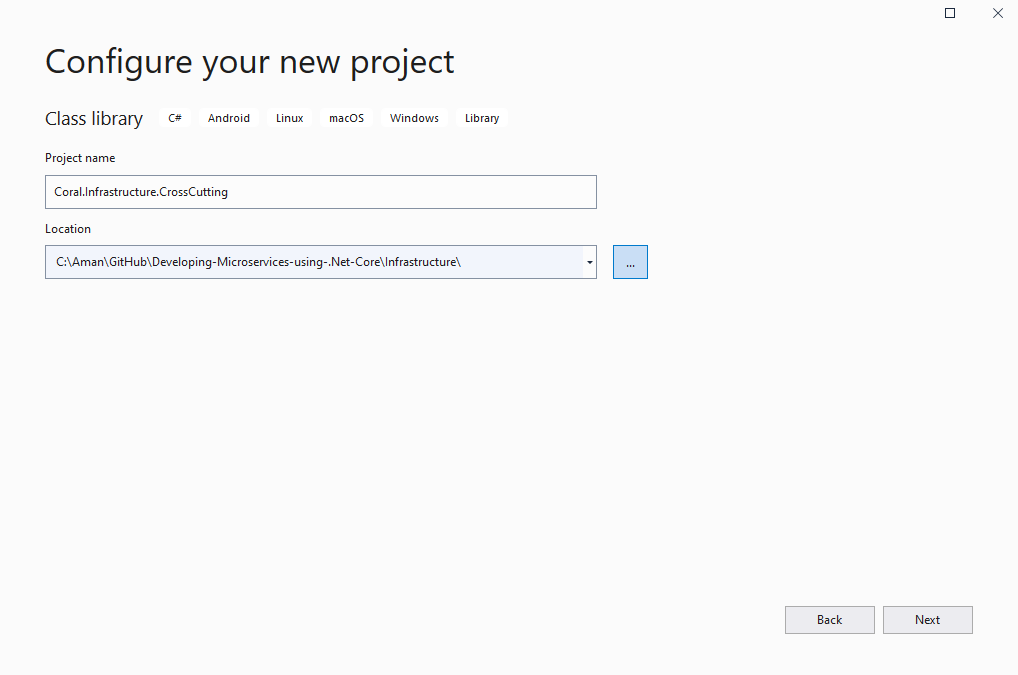 Configure your new project
Class library C# Android Linux macOS Windows Library
Project name
Coral.Infrastructure.CrossCutting
Location
C:\Aman\GitHub\Developing-Microservices-using-.Net-Core\Infrastructure\
...
Back Next